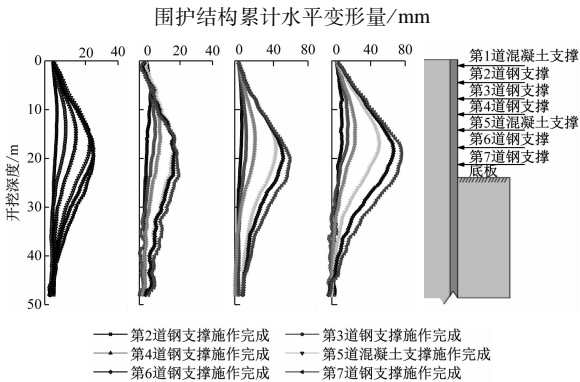 围护结构累计水平变形量/mm
0 20 40
0 20 40
0 40 80
0 40 80
开挖深度/m
0
10
20
30
40
50
第1道混凝土支撑
第2道钢支撑
第3道钢支撑
第4道钢支撑
第5道混凝土支撑
第6道钢支撑
第7道钢支撑
底板
第2道钢支撑施作完成 第3道钢支撑施作完成
第4道钢支撑施作完成 第5道混凝土支撑施作完成
第6道钢支撑施作完成 第7道钢支撑施作完成